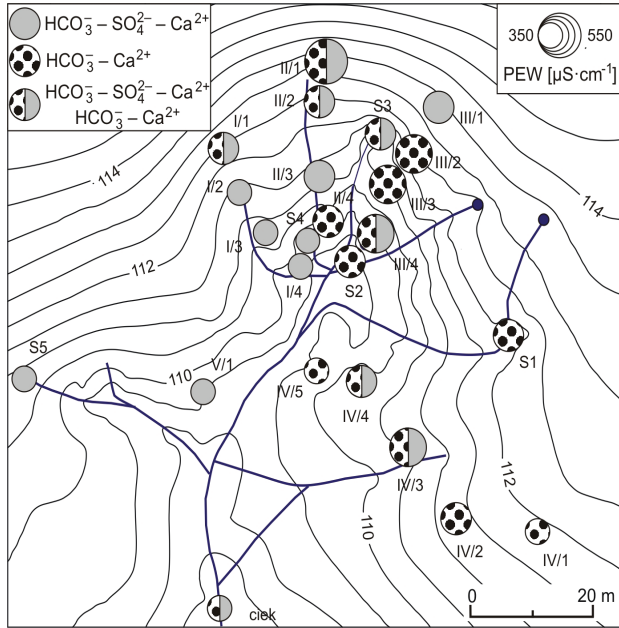 HCO₃⁻ – SO₄²⁻ – Ca²⁺
HCO₃⁻ – Ca²⁺
HCO₃⁻ – SO₄²⁻ – Ca²⁺
HCO₃⁻ – Ca²⁺
350 550
PEW [µS·cm⁻¹]
II/1
II/2
S3
III/1
I/1
III/2
114
I/2
II/3
III/3
114
II/4
S4
I/3
III/4
112
I/4
S2
S5
S1
V/1
110
IV/5
IV/4
IV/3
112
110
IV/2
IV/1
ciek
0 20 m